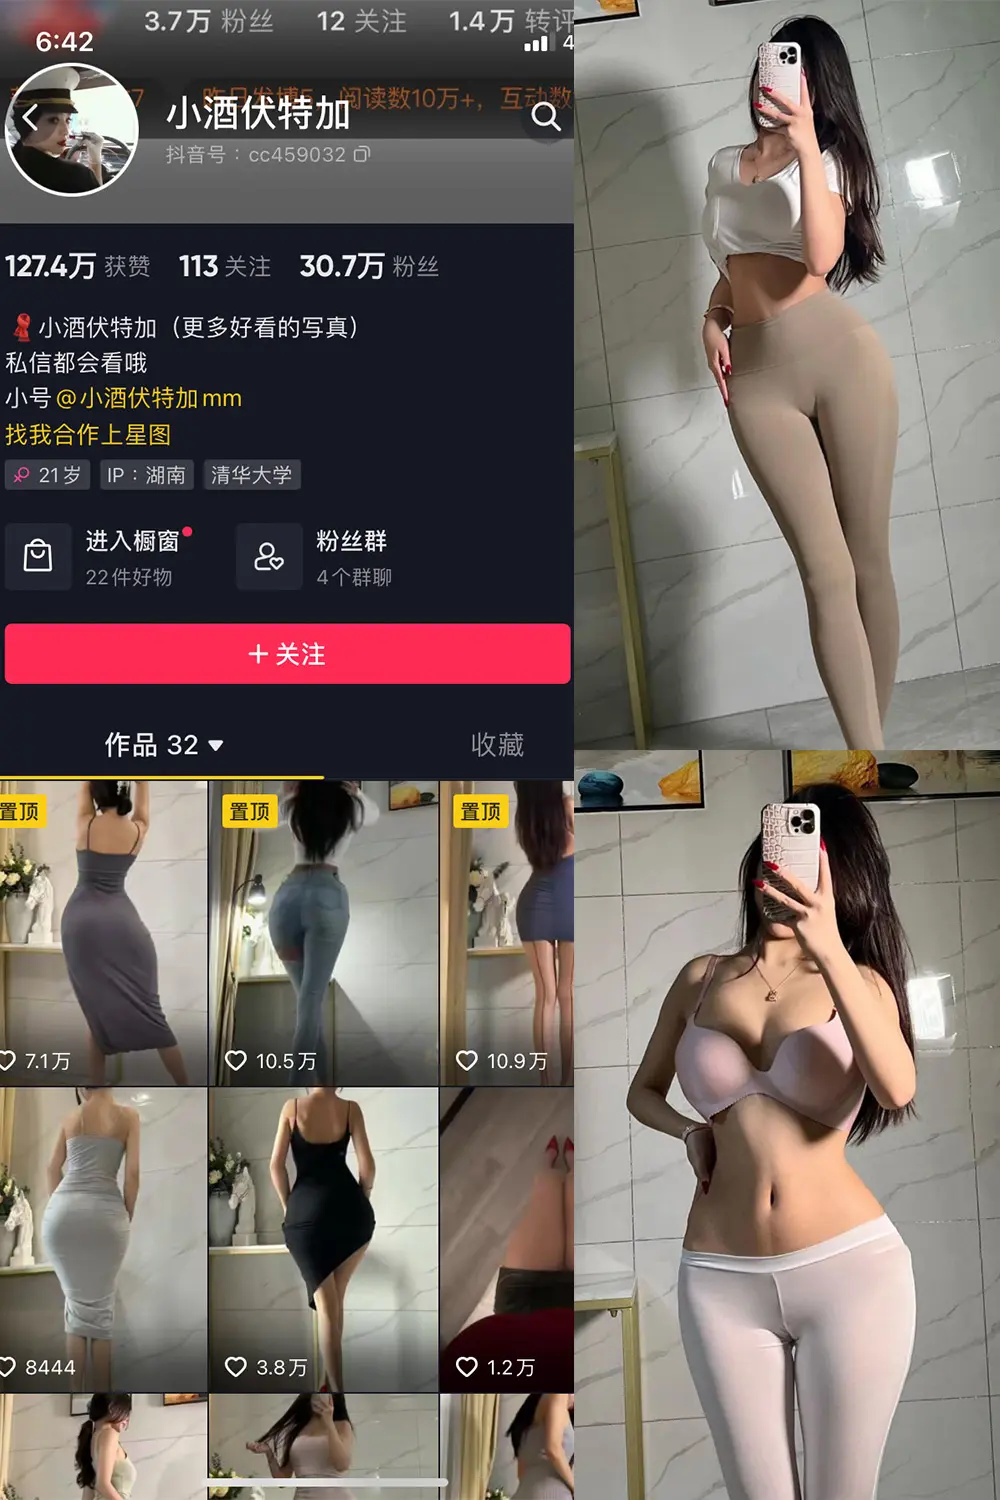 3.7万 粉丝 12 关注 1.4万 转评
6:42
4
昨日发博5 阅读数10万+，互动数
小酒伏特加
抖音号：cc459032
127.4万 获赞 113 关注 30.7万 粉丝
小酒伏特加（更多好看的写真）
私信都会看哦
小号@小酒伏特加mm
找我合作上星图
21岁 IP：湖南 清华大学
进入橱窗 粉丝群
22件好物 4个群聊
+ 关注
作品 32 收藏
置顶 置顶 置顶
7.1万 10.5万 10.9万
8444 3.8万 1.2万